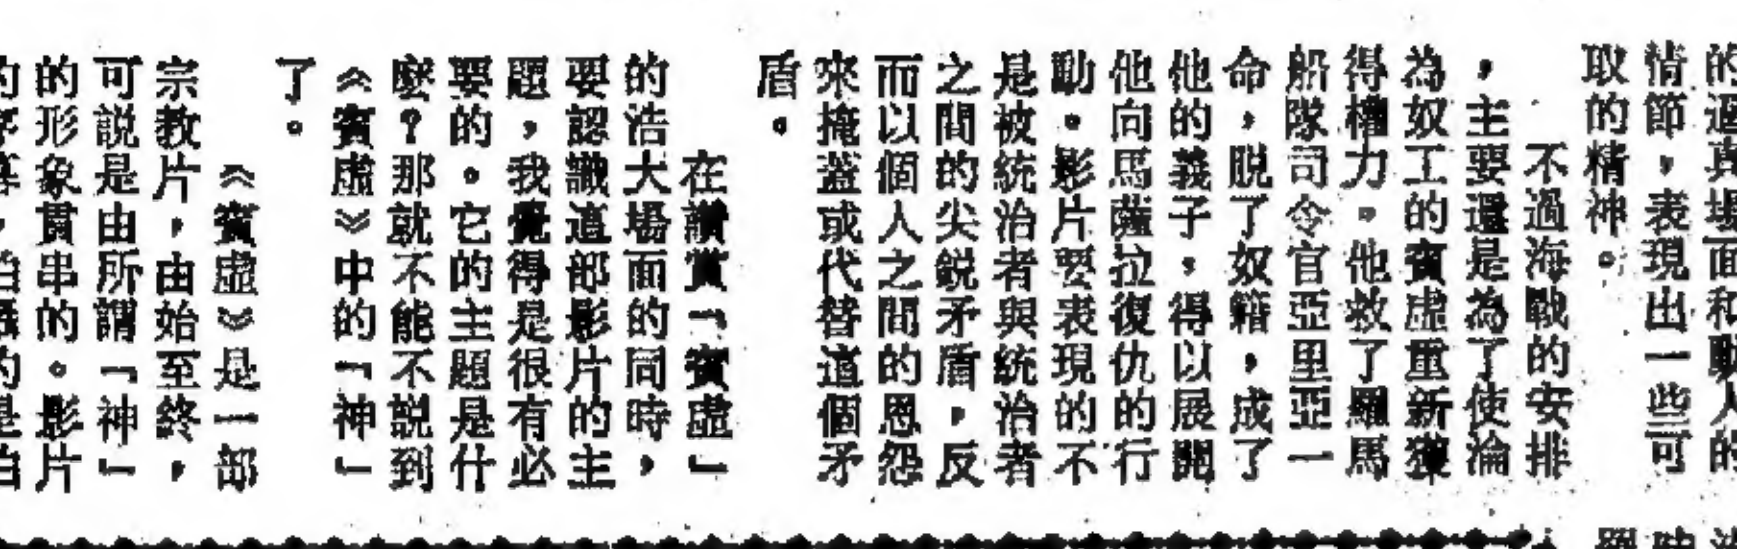 的逼真場面和動人的
情節，表現出一些可
取的精神。
不過海戰的安排
，主要還是為了使淪
為奴工的賓虛重新獲
得權力。他救了羅馬
船隊司令官亞里亞一
命，脱了奴籍，成了
他的義子，得以展開
他向馬薩拉復仇的行
動。影片要表現的不
是被統治者與統治者
之間的尖鋭矛盾，反
而以個人之間的恩怨
來掩蓋或代替這個矛
盾。
在讚賞「賓虛」
的浩大場面的同時，
要認識這部影片的主
題，我覺得是很有必
要的。它的主題是什
麼？那就不能不説到
《賓虛》中的「神」
了。
《賓虛》是一部
宗教片，由始至終，
可説是由所謂「神」
的形象貫串的。影片